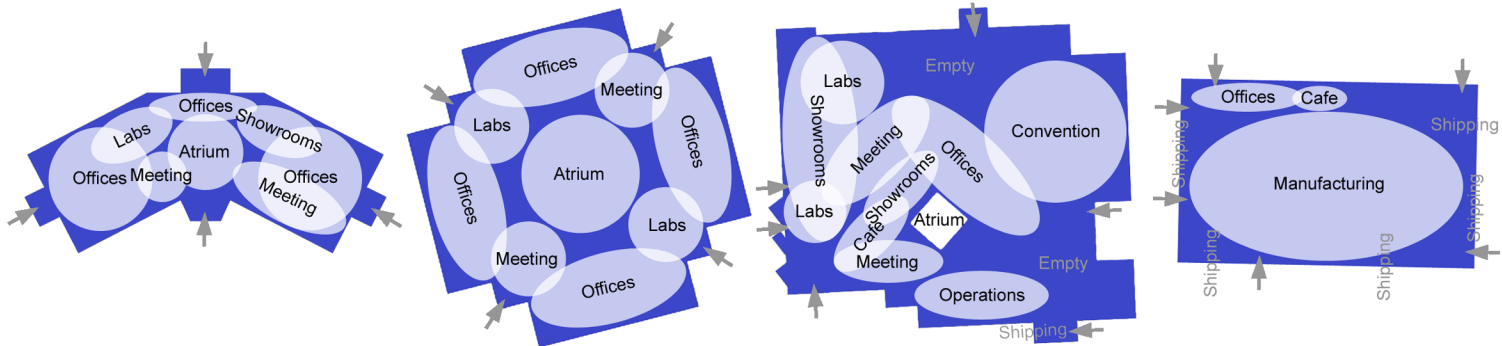 Offices
Labs
Showrooms
Atrium
Offices
Meeting
Offices
Meeting
Offices
Meeting
Labs
Offices
Atrium
Offices
Labs
Meeting
Offices
Empty
Labs
Showrooms
Meeting
Convention
Offices
Showrooms
Labs
Cafe
Atrium
Meeting
Empty
Operations
Shipping
Offices
Cafe
Shipping
Shipping
Manufacturing
Shipping
Shipping
Shipping